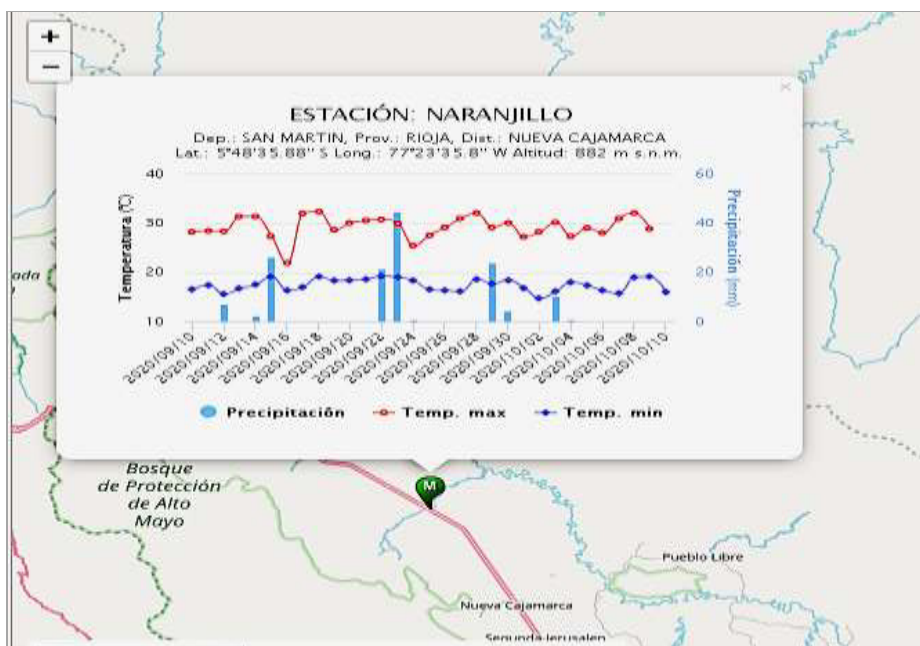 +
−
×
ESTACIÓN: NARANJILLO
Dep.: SAN MARTIN, Prov.: RIOJA, Dist.: NUEVA CAJAMARCA
Lat.: 5°48'35.88'' S Long.: 77°23'35.8'' W Altitud: 882 m s.n.m.
40 60
30 40
20 20
10 0
Temperatura (℃)
Precipitación (mm)
2020/09/10 2020/09/12 2020/09/14 2020/09/16 2020/09/18 2020/09/20 2020/09/22 2020/09/24 2020/09/26 2020/09/28 2020/09/30 2020/10/02 2020/10/04 2020/10/06 2020/10/08 2020/10/10
Precipitación Temp. max Temp. min
ada
Bosque
de Protección
de Alto
Mayo
M
Pueblo Libre
Nueva Cajamarca
Segunda Jerusalen